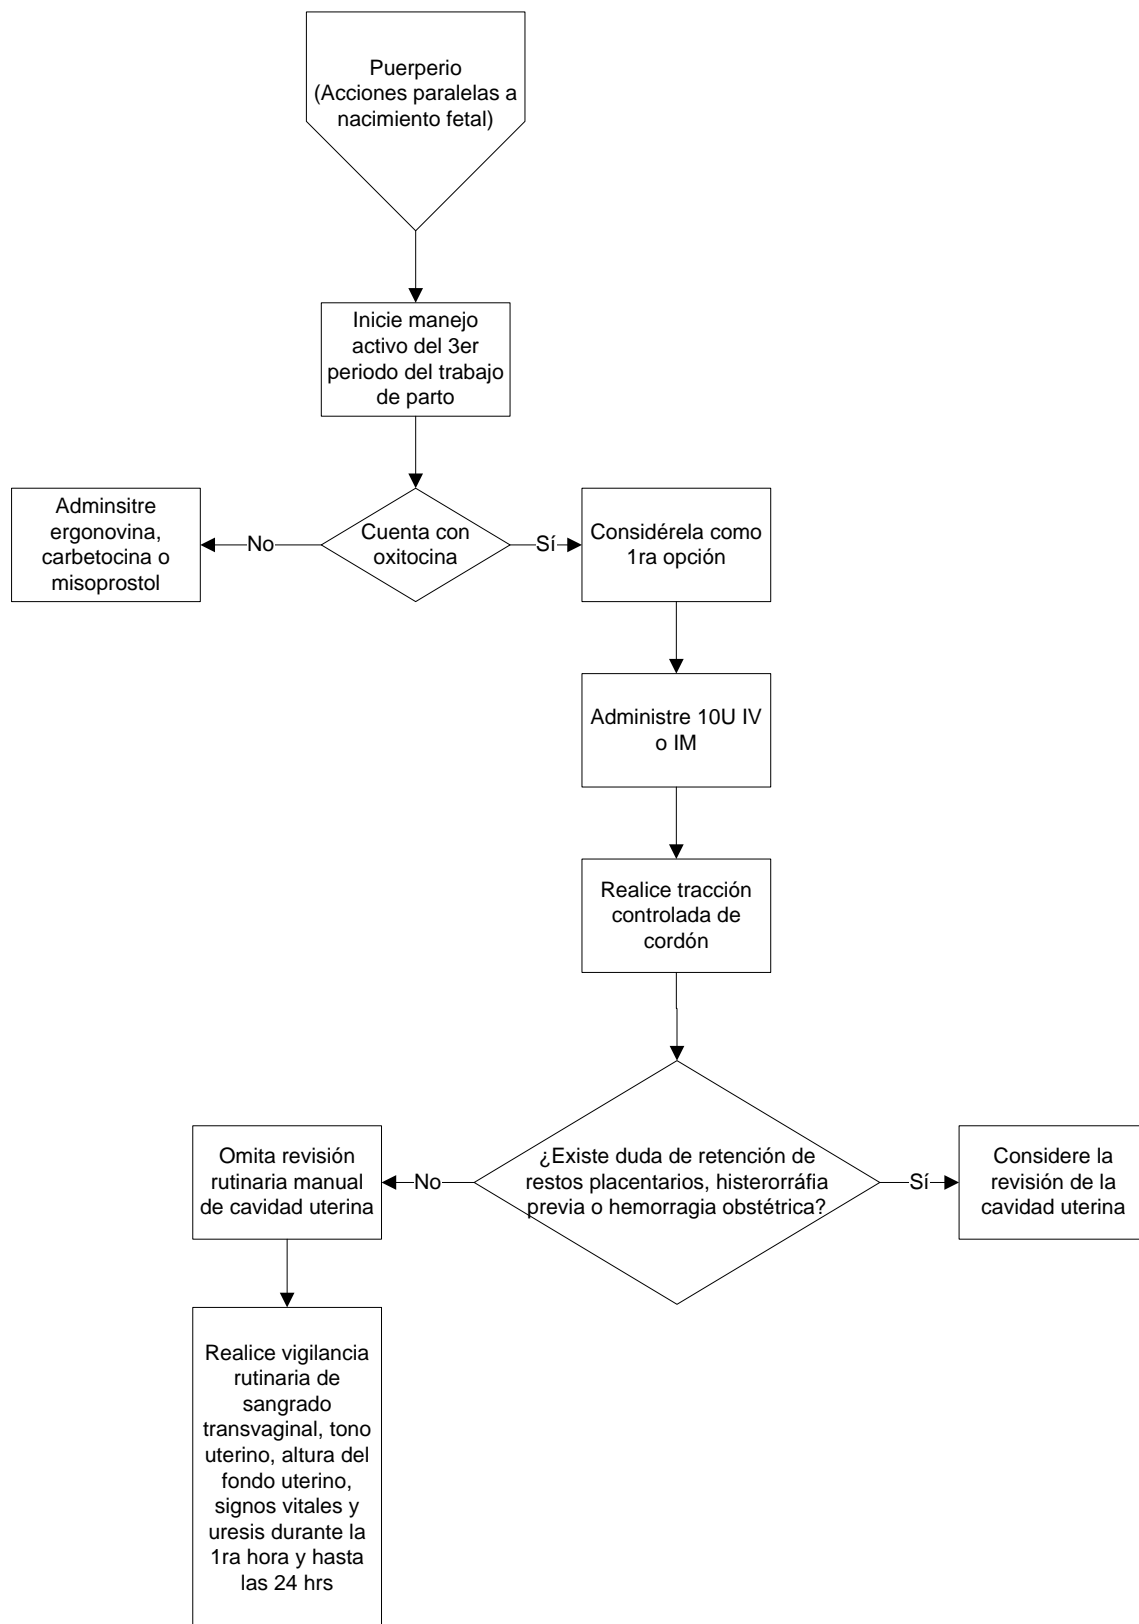 Puerperio
(Acciones paralelas a
nacimiento fetal)
Inicie manejo
activo del 3er
periodo del trabajo
de parto
Adminsitre
ergonovina,
carbetocina o
misoprostol
No
Cuenta con
oxitocina
Sí
Considérela como
1ra opción
Administre 10U IV
o IM
Realice tracción
controlada de
cordón
Omita revisión
rutinaria manual
de cavidad uterina
No
¿Existe duda de retención de
restos placentarios, histerorráfia
previa o hemorragia obstétrica?
Sí
Considere la
revisión de la
cavidad uterina
Realice vigilancia
rutinaria de
sangrado
transvaginal, tono
uterino, altura del
fondo uterino,
signos vitales y
uresis durante la
1ra hora y hasta
las 24 hrs